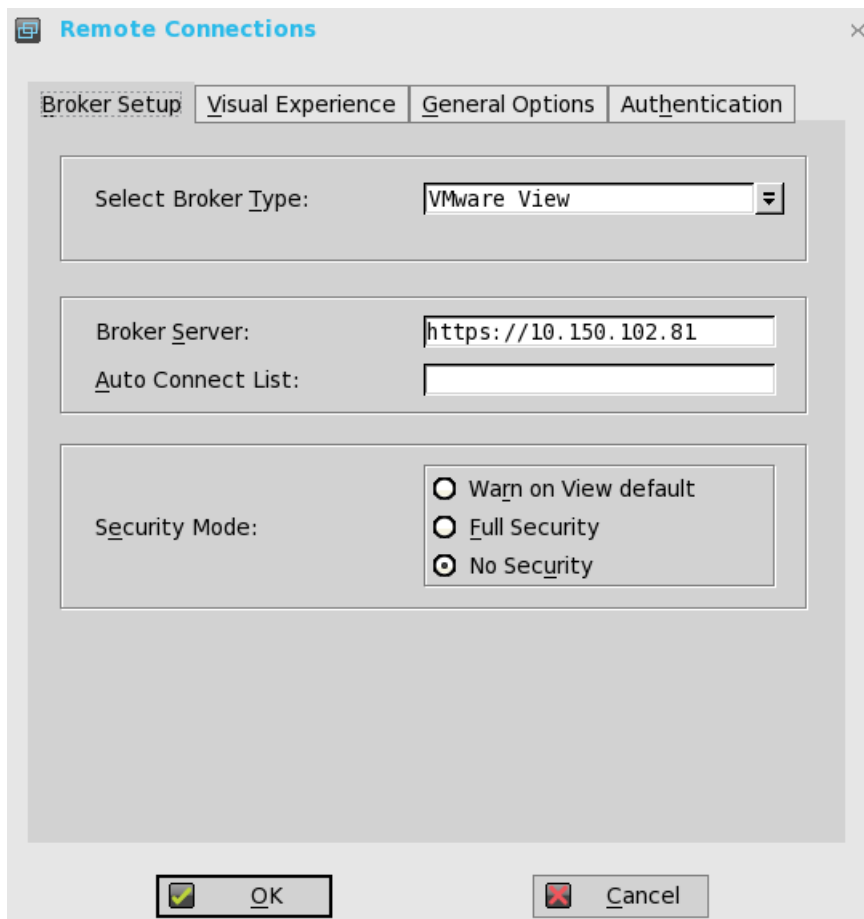 Remote Connections
Broker Setup
Visual Experience
General Options
Authentication
Select Broker Type:
VMware View
Broker Server:
https://10.150.102.81
Auto Connect List:
Security Mode:
Warn on View default
Full Security
No Security
OK
Cancel